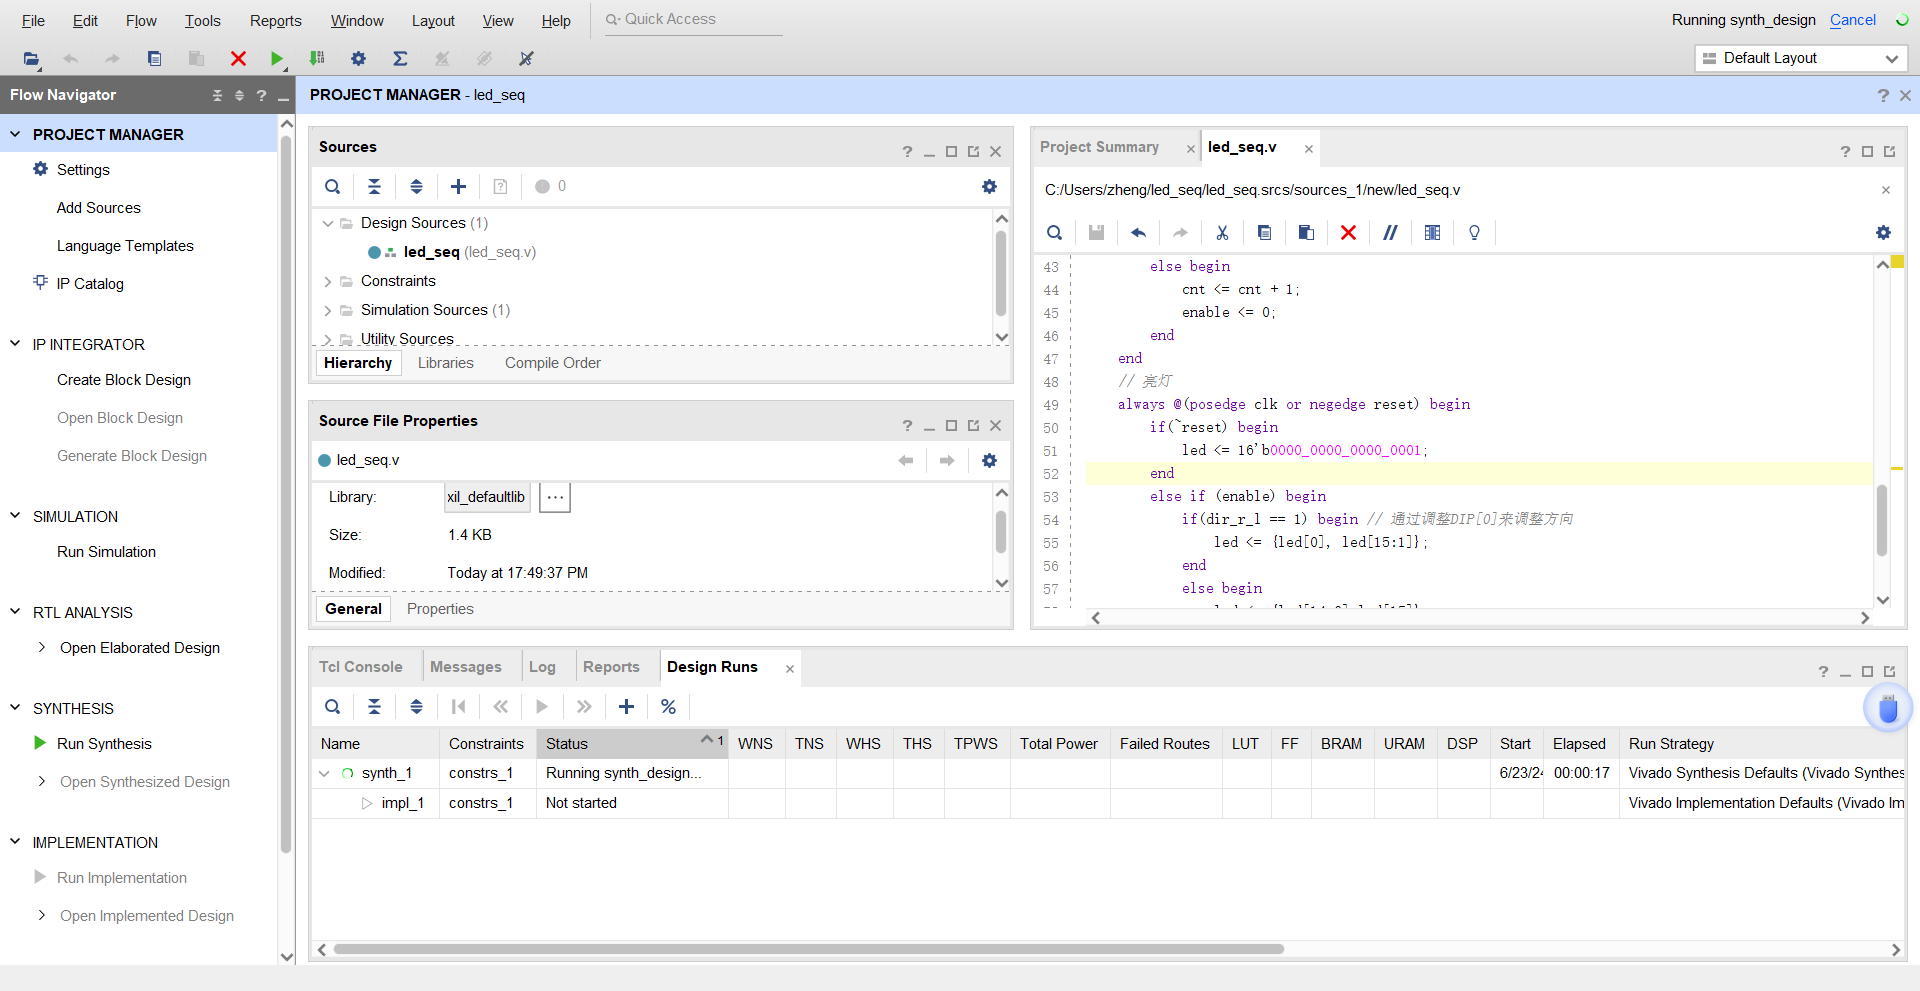 File Edit Flow Tools Reports Window Layout View Help Quick Access Running synth_design Cancel
Default Layout
Flow Navigator
PROJECT MANAGER
Settings
Add Sources
Language Templates
IP Catalog
IP INTEGRATOR
Create Block Design
Open Block Design
Generate Block Design
SIMULATION
Run Simulation
RTL ANALYSIS
Open Elaborated Design
SYNTHESIS
Run Synthesis
Open Synthesized Design
IMPLEMENTATION
Run Implementation
Open Implemented Design
PROJECT MANAGER - led_seq
Sources
0
Design Sources (1)
led_seq (led_seq.v)
Constraints
Simulation Sources (1)
Utility Sources
Hierarchy Libraries Compile Order
Source File Properties
led_seq.v
Library: xil_defaultlib ...
Size: 1.4 KB
Modified: Today at 17:49:37 PM
General Properties
Project Summary led_seq.v
C:/Users/zheng/led_seq/led_seq.srcs/sources_1/new/led_seq.v
43 else begin
44 cnt <= cnt + 1;
45 enable <= 0;
46 end
47 end
48 // 亮灯
49 always @(posedge clk or negedge reset) begin
50 if(~reset) begin
51 led <= 16'b0000_0000_0000_0001;
52 end
53 else if (enable) begin
54 if(dir_r_l == 1) begin // 通过调整DIP[0]来调整方向
55 led <= {led[0], led[15:1]};
56 end
57 else begin
Tcl Console Messages Log Reports Design Runs
Name Constraints Status 1 WNS TNS WHS THS TPWS Total Power Failed Routes LUT FF BRAM URAM DSP Start Elapsed Run Strategy
synth_1 constrs_1 Running synth_design... 6/23/24 00:00:17 Vivado Synthesis Defaults (Vivado Synthes
impl_1 constrs_1 Not started Vivado Implementation Defaults (Vivado Im